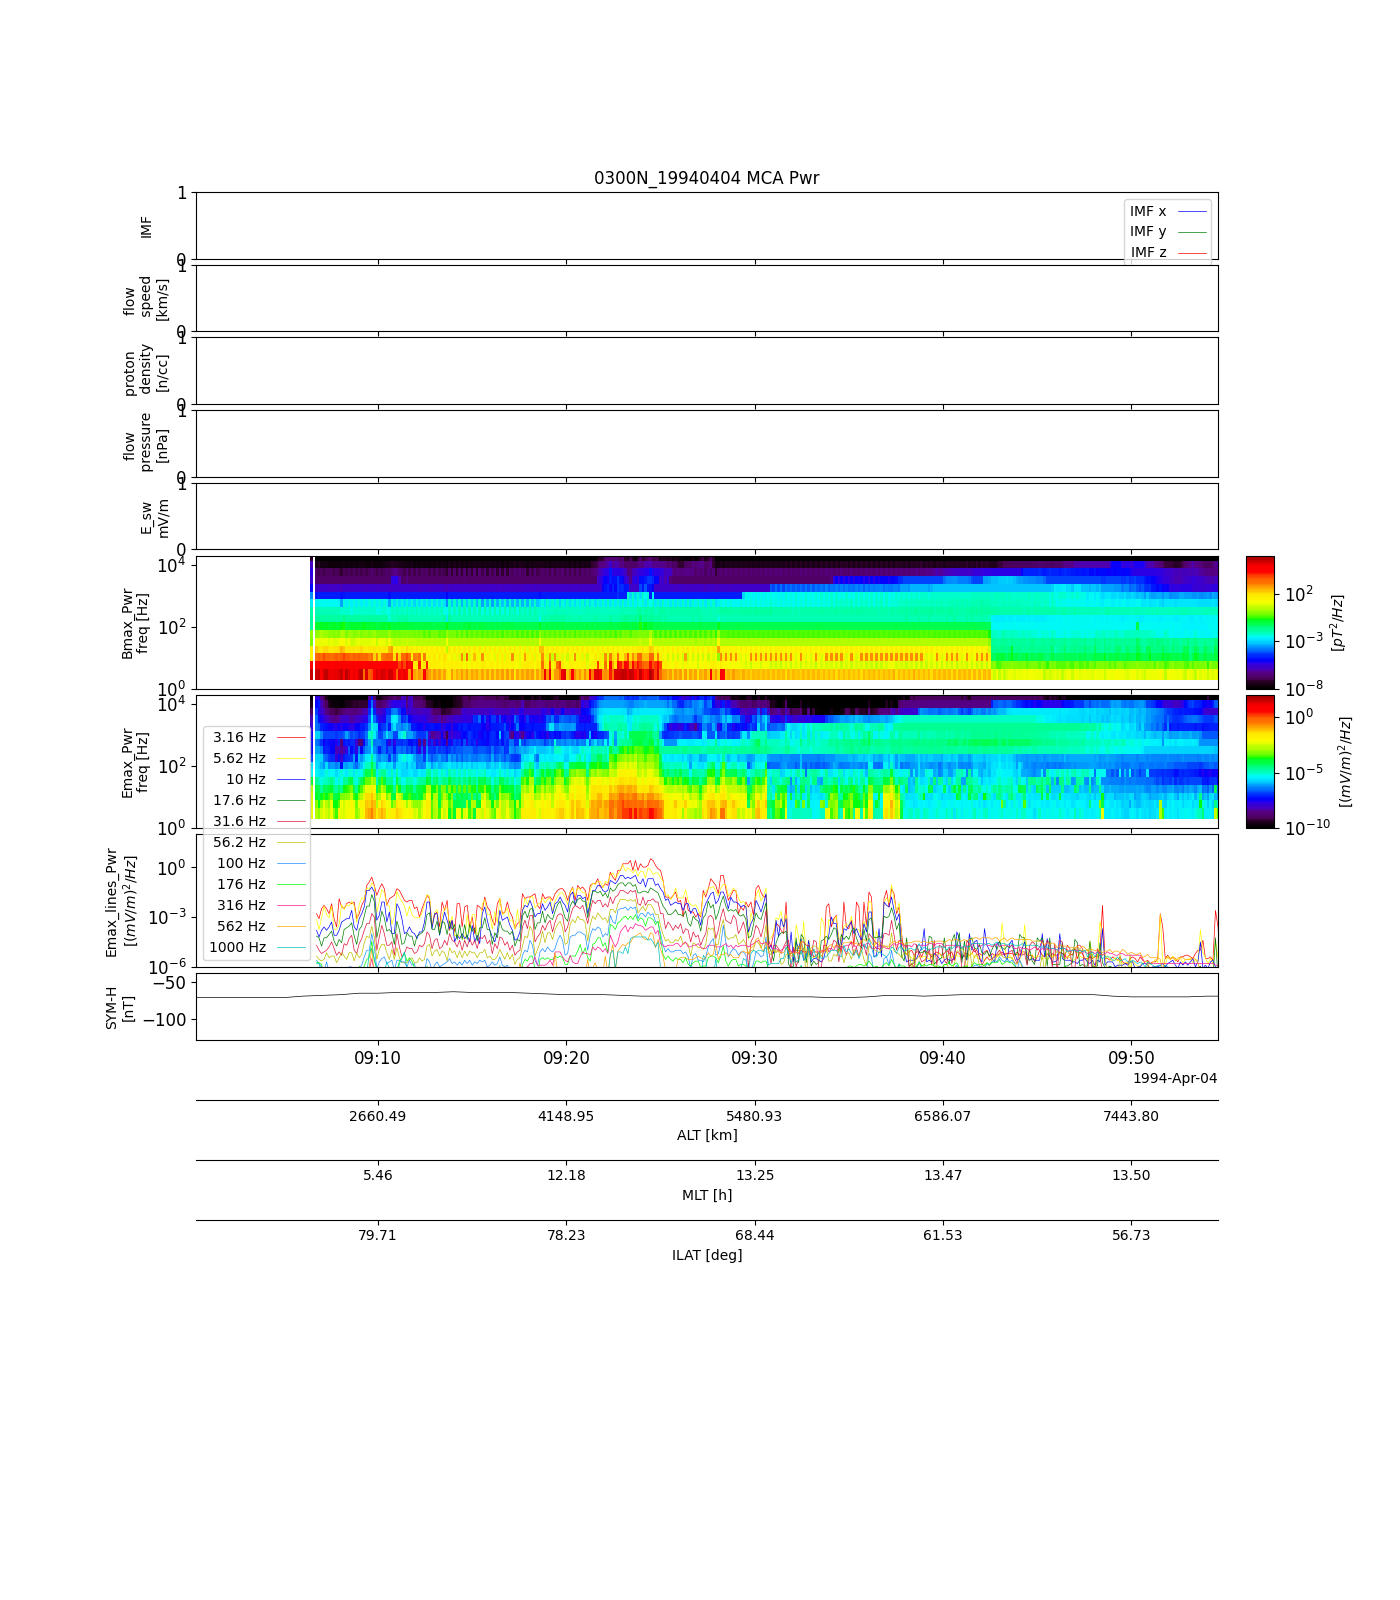 0300N_19940404 MCA Pwr
1
IMF
0
IMF x
IMF y
IMF z
1
flow
speed
[km/s]
0
1
proton
density
[n/cc]
0
1
flow
pressure
[nPa]
0
1
E_sw
mV/m
0
10^4
10^2
10^0
Bmax_Pwr
freq [Hz]
10^2
10^-3
10^-8
[pT^2/Hz]
10^4
10^2
10^0
Emax_Pwr
freq [Hz]
10^0
10^-5
10^-10
[(mV/m)^2/Hz]
3.16 Hz
5.62 Hz
10 Hz
17.6 Hz
31.6 Hz
56.2 Hz
100 Hz
176 Hz
316 Hz
562 Hz
1000 Hz
10^0
10^-3
10^-6
Emax_lines_Pwr
[(mV/m)^2/Hz]
−50
−100
SYM-H
[nT]
09:10 09:20 09:30 09:40 09:50
1994-Apr-04
2660.49 4148.95 5480.93 6586.07 7443.80
ALT [km]
5.46 12.18 13.25 13.47 13.50
MLT [h]
79.71 78.23 68.44 61.53 56.73
ILAT [deg]